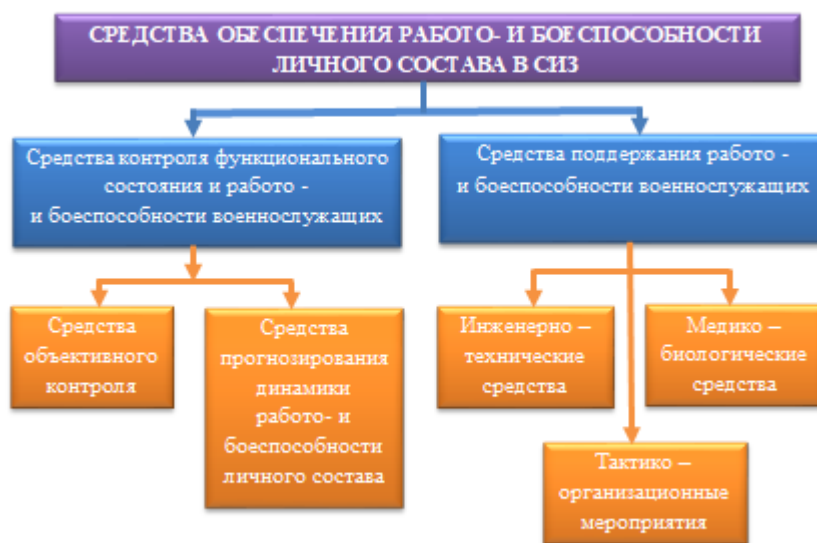 СРЕДСТВА ОБЕСПЕЧЕНИЯ РАБОТО- И БОЕСПОСОБНОСТИ
ЛИЧНОГО СОСТАВА В СИЗ
Средства контроля функционального
состояния и работо -
и боеспособности военнослужащих
Средства поддержания работо -
и боеспособности военнослужащих
Средства
объективного
контроля
Средства
прогнозирования
динамики
работо- и
боеспособности
личного состава
Инженерно –
технические
средства
Медико –
биологические
средства
Тактико –
организационные
мероприятия